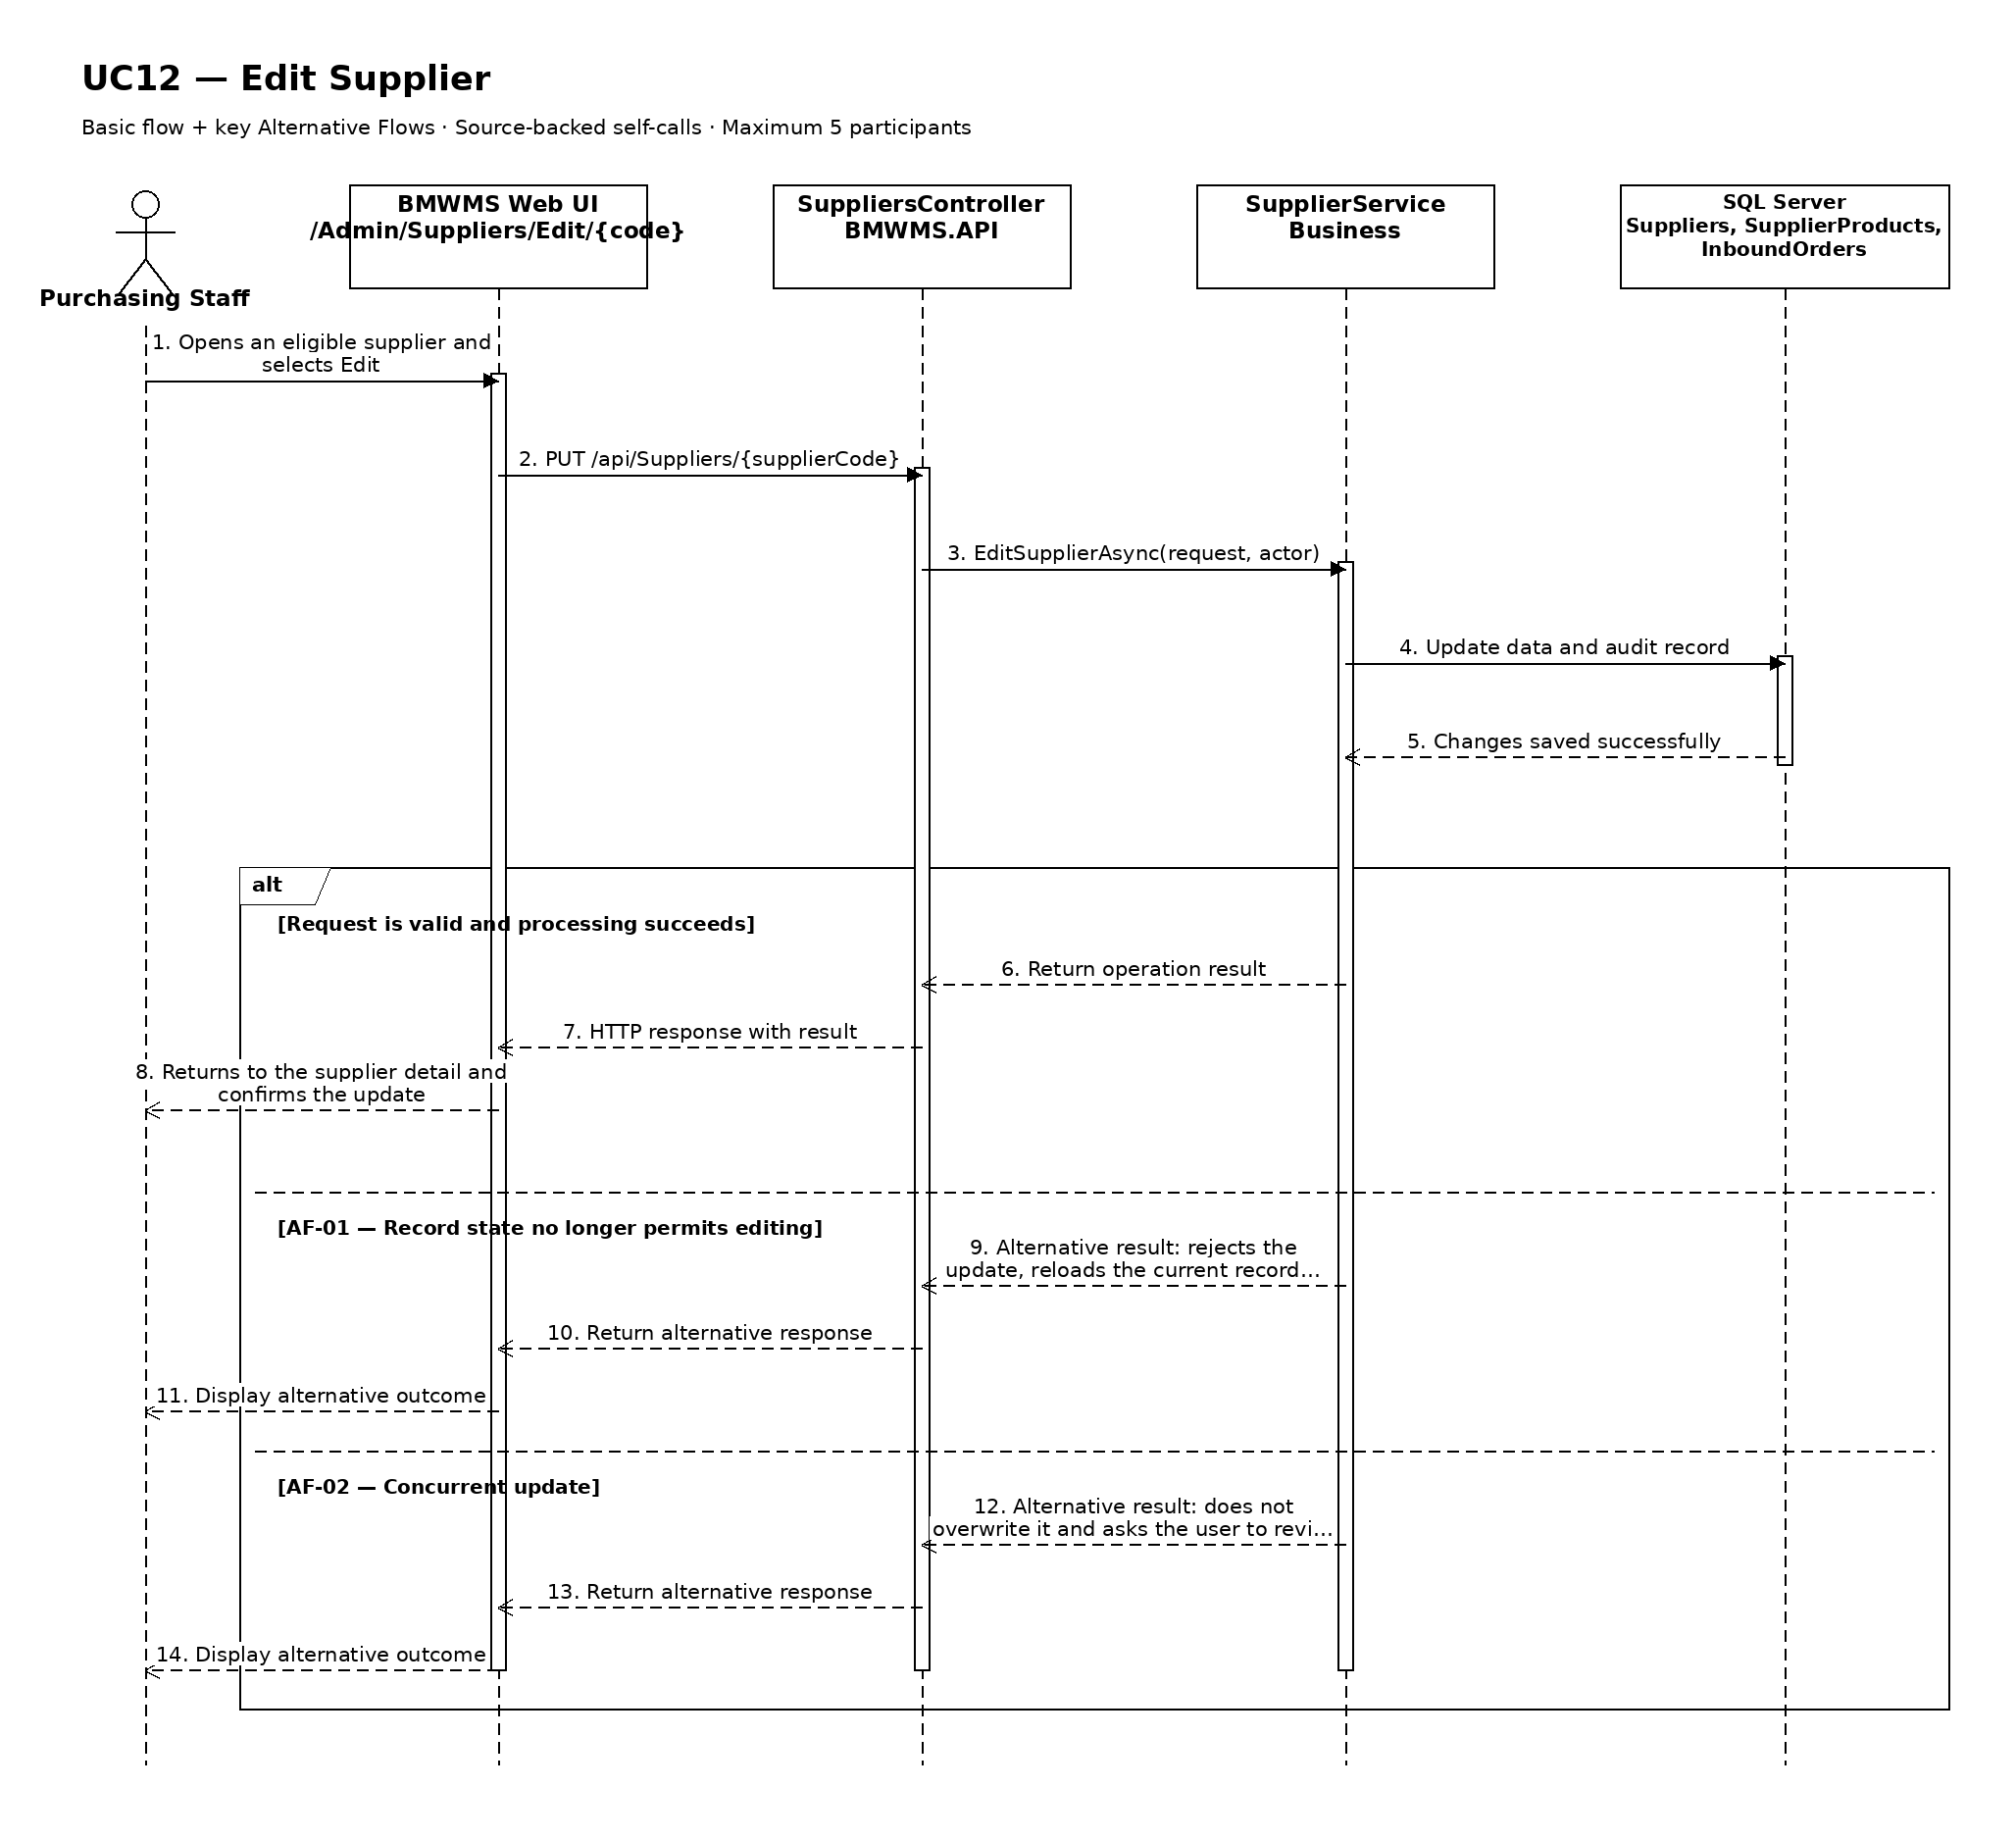 UC12 — Edit Supplier
Basic flow + key Alternative Flows · Source-backed self-calls · Maximum 5 participants
Purchasing Staff
BMWMS Web UI
/Admin/Suppliers/Edit/{code}
SuppliersController
BMWMS.API
SupplierService
Business
SQL Server
Suppliers, SupplierProducts,
InboundOrders
1. Opens an eligible supplier and
selects Edit
2. PUT /api/Suppliers/{supplierCode}
3. EditSupplierAsync(request, actor)
4. Update data and audit record
5. Changes saved successfully
alt
[Request is valid and processing succeeds]
6. Return operation result
7. HTTP response with result
8. Returns to the supplier detail and
confirms the update
[AF-01 — Record state no longer permits editing]
9. Alternative result: rejects the
update, reloads the current record...
10. Return alternative response
11. Display alternative outcome
[AF-02 — Concurrent update]
12. Alternative result: does not
overwrite it and asks the user to revi...
13. Return alternative response
14. Display alternative outcome